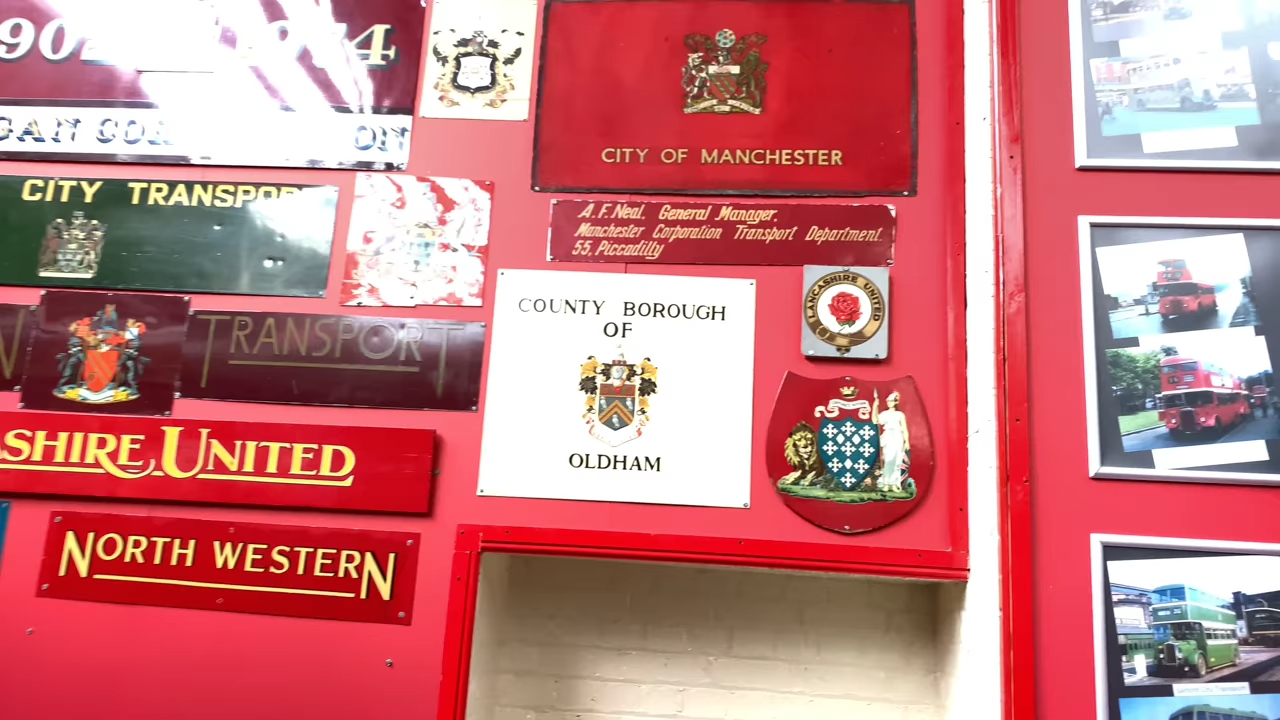 CITY OF MANCHESTER
CITY TRANSPORT
A. F. Neal, General Manager,
Manchester Corporation Transport Department.
55, Piccadilly
COUNTY BOROUGH
OF
OLDHAM
LANCASHIRE UNITED
TRANSPORT
SHIRE UNITED
NORTH WESTERN